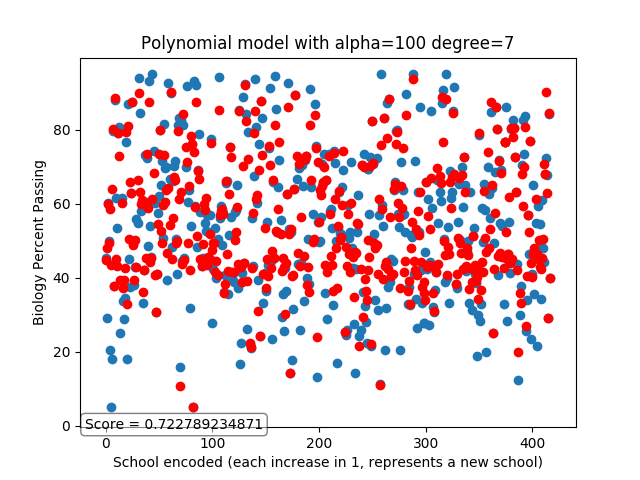 Polynomial model with alpha=100 degree=7
Biology Percent Passing
80
60
40
20
0
Score = 0.722789234871
0 100 200 300 400
School encoded (each increase in 1, represents a new school)